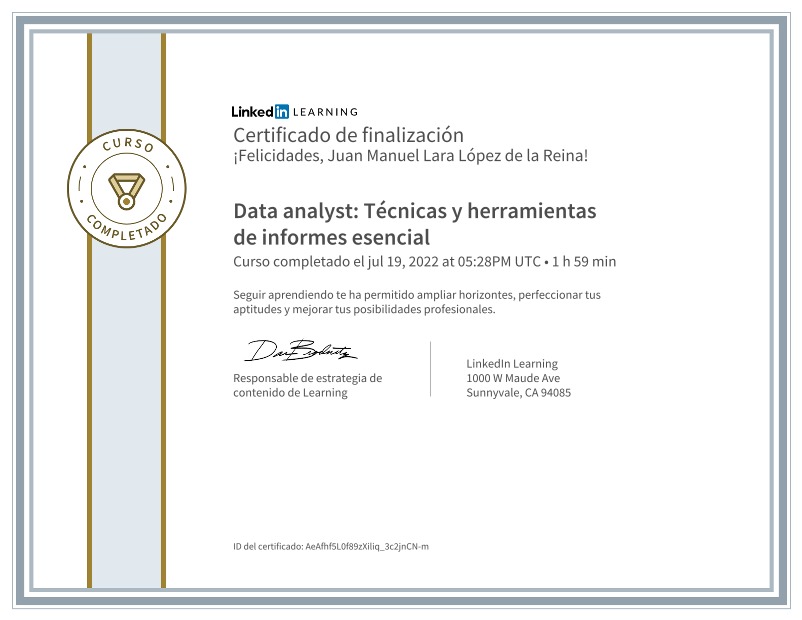 CURSO
COMPLETADO
Linkedin LEARNING
Certificado de finalización
¡Felicidades, Juan Manuel Lara López de la Reina!
Data analyst: Técnicas y herramientas
de informes esencial
Curso completado el jul 19, 2022 at 05:28PM UTC • 1 h 59 min
Seguir aprendiendo te ha permitido ampliar horizontes, perfeccionar tus
aptitudes y mejorar tus posibilidades profesionales.
Responsable de estrategia de
contenido de Learning
LinkedIn Learning
1000 W Maude Ave
Sunnyvale, CA 94085
ID del certificado: AeAfhf5L0f89zXiliq_3c2jnCN-m